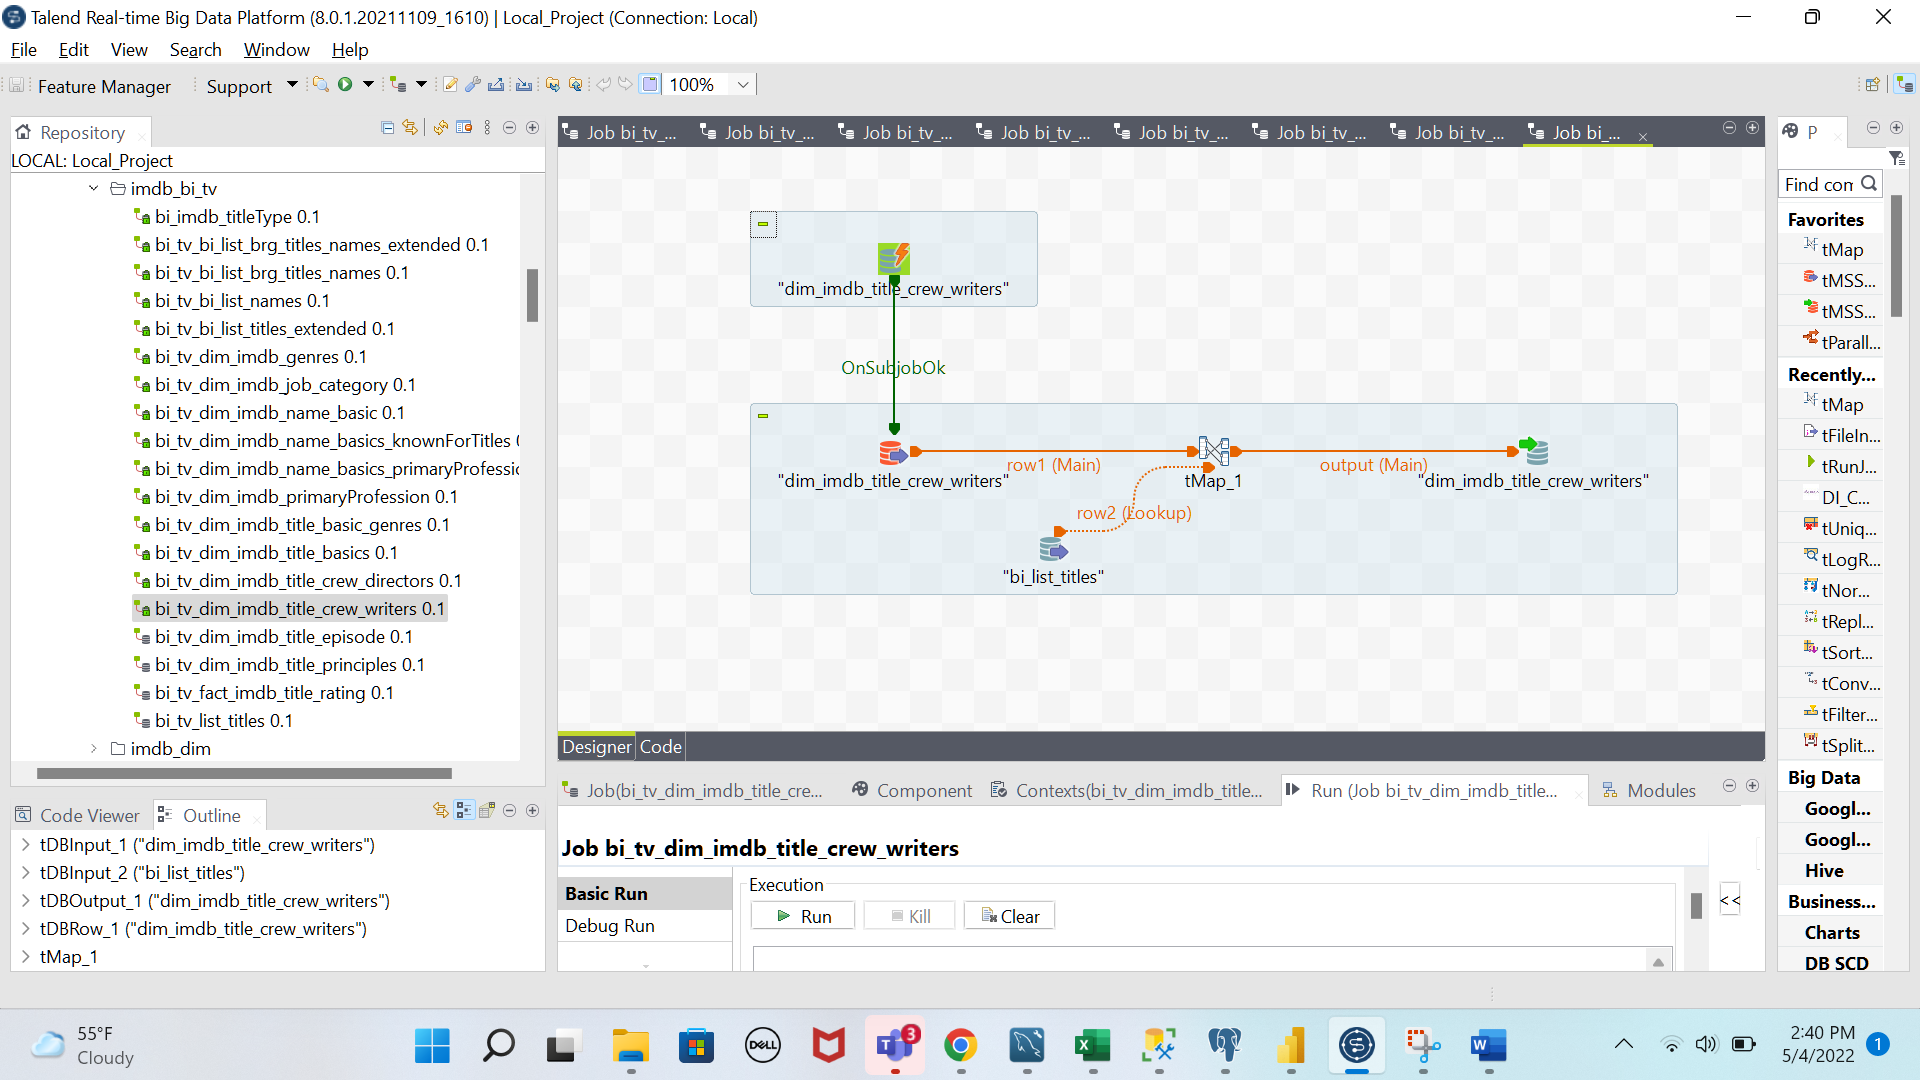 Talend Real-time Big Data Platform (8.0.1.20211109_1610) | Local_Project (Connection: Local)
File Edit View Search Window Help
Feature Manager Support 100%
Repository
LOCAL: Local_Project
imdb_bi_tv
bi_imdb_titleType 0.1
bi_tv_bi_list_brg_titles_names_extended 0.1
bi_tv_bi_list_brg_titles_names 0.1
bi_tv_bi_list_names 0.1
bi_tv_bi_list_titles_extended 0.1
bi_tv_dim_imdb_genres 0.1
bi_tv_dim_imdb_job_category 0.1
bi_tv_dim_imdb_name_basic 0.1
bi_tv_dim_imdb_name_basics_knownForTitles
bi_tv_dim_imdb_name_basics_primaryProfessic
bi_tv_dim_imdb_primaryProfession 0.1
bi_tv_dim_imdb_title_basic_genres 0.1
bi_tv_dim_imdb_title_basics 0.1
bi_tv_dim_imdb_title_crew_directors 0.1
bi_tv_dim_imdb_title_crew_writers 0.1
bi_tv_dim_imdb_title_episode 0.1
bi_tv_dim_imdb_title_principles 0.1
bi_tv_fact_imdb_title_rating 0.1
bi_tv_list_titles 0.1
imdb_dim
Code Viewer Outline
tDBInput_1 ("dim_imdb_title_crew_writers")
tDBInput_2 ("bi_list_titles")
tDBOutput_1 ("dim_imdb_title_crew_writers")
tDBRow_1 ("dim_imdb_title_crew_writers")
tMap_1
Job bi_tv_... Job bi_tv_... Job bi_tv_... Job bi_tv_... Job bi_tv_... Job bi_tv_... Job bi_tv_... Job bi_...
"dim_imdb_title_crew_writers"
OnSubjobOk
row1 (Main) output (Main)
"dim_imdb_title_crew_writers" tMap_1 "dim_imdb_title_crew_writers"
row2 (Lookup)
"bi_list_titles"
Designer Code
Job(bi_tv_dim_imdb_title_cre... Component Contexts(bi_tv_dim_imdb_title... Run (Job bi_tv_dim_imdb_title... Modules
Job bi_tv_dim_imdb_title_crew_writers
Basic Run
Debug Run
Execution
Run Kill Clear
<<
P
Find con
Favorites
tMap
tMSS...
tMSS...
tParall...
Recently...
tMap
tFileIn...
tRunJ...
DI_C...
tUniq...
tLogR...
tNor...
tRepl...
tSort...
tConv...
tFilter...
tSplit...
Big Data
Googl...
Googl...
Hive
Business...
Charts
DB SCD
55°F
Cloudy
DELL
T 3
X
W
2:40 PM
5/4/2022
1